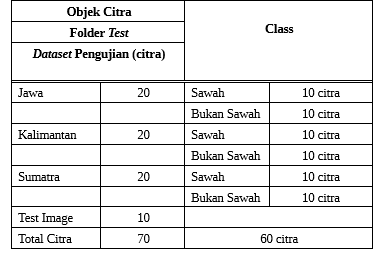 Objek Citra
Class
Folder Test
Dataset Pengujian (citra)
Jawa 20 Sawah 10 citra
Bukan Sawah 10 citra
Kalimantan 20 Sawah 10 citra
Bukan Sawah 10 citra
Sumatra 20 Sawah 10 citra
Bukan Sawah 10 citra
Test Image 10
Total Citra 70 60 citra